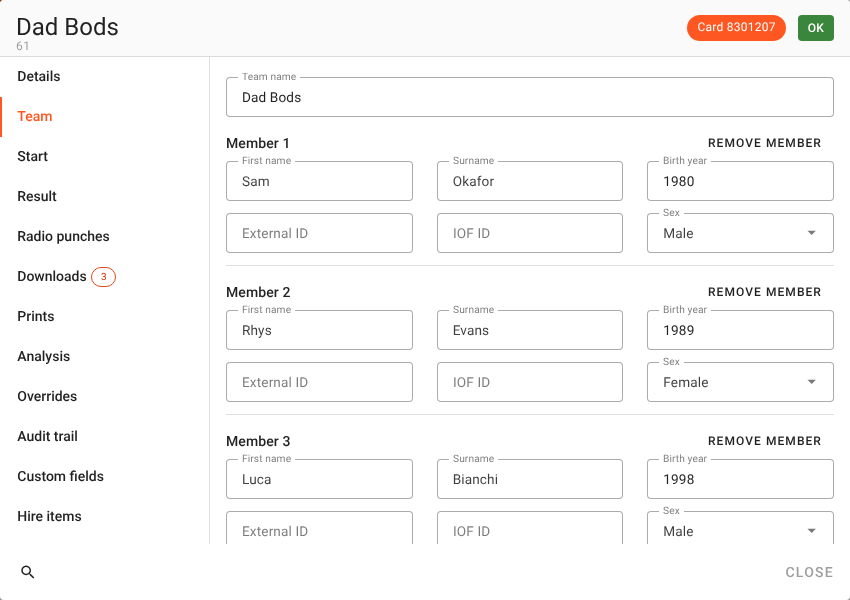 Dad Bods
61
Card 8301207
OK
Details
Team
Start
Result
Radio punches
Downloads 3
Prints
Analysis
Overrides
Audit trail
Custom fields
Hire items
Team name
Dad Bods
Member 1 REMOVE MEMBER
First name Surname Birth year
Sam Okafor 1980
Sex
External ID IOF ID Male
Member 2 REMOVE MEMBER
First name Surname Birth year
Rhys Evans 1989
Sex
External ID IOF ID Female
Member 3 REMOVE MEMBER
First name Surname Birth year
Luca Bianchi 1998
Sex
External ID IOF ID Male
CLOSE